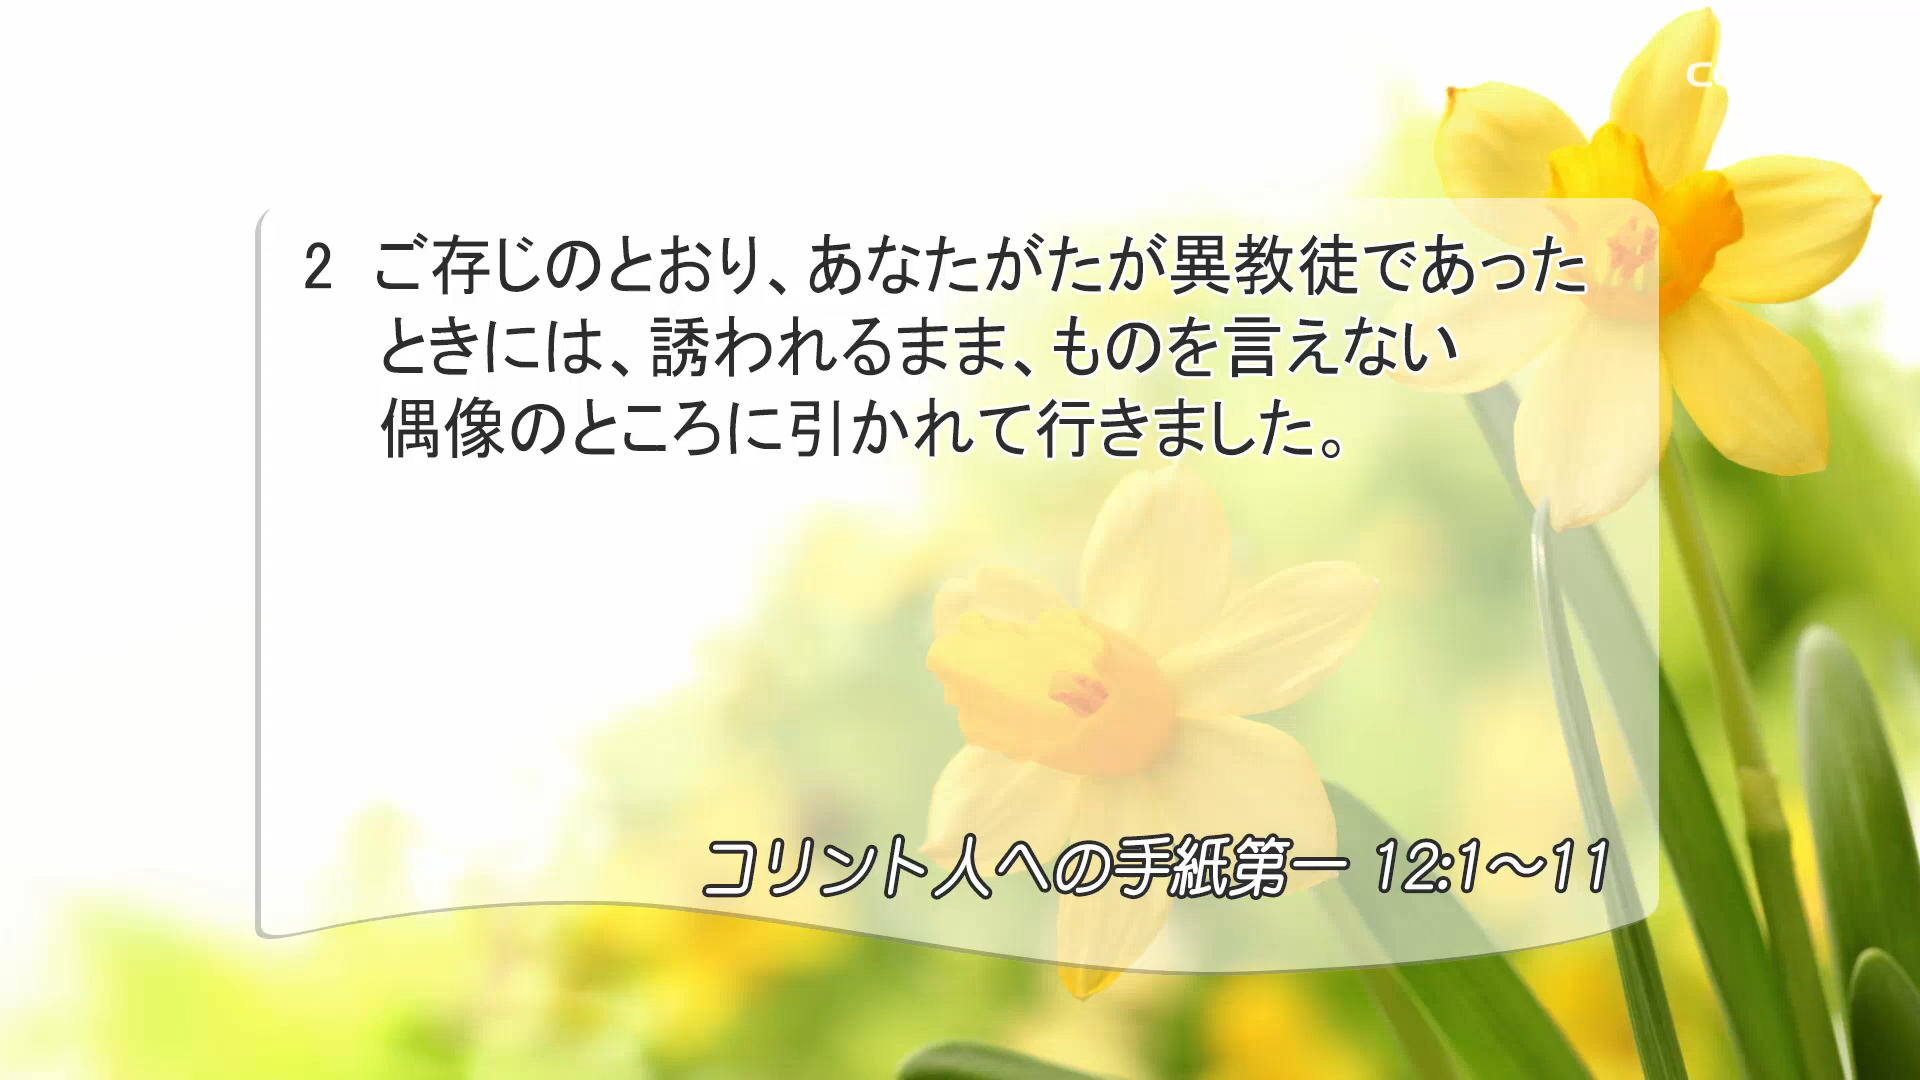 2 ご存じのとおり、あなたがたが異教徒であった
ときには、誘われるまま、ものを言えない
偶像のところに引かれて行きました。
コリント人への手紙第一 12:1〜11